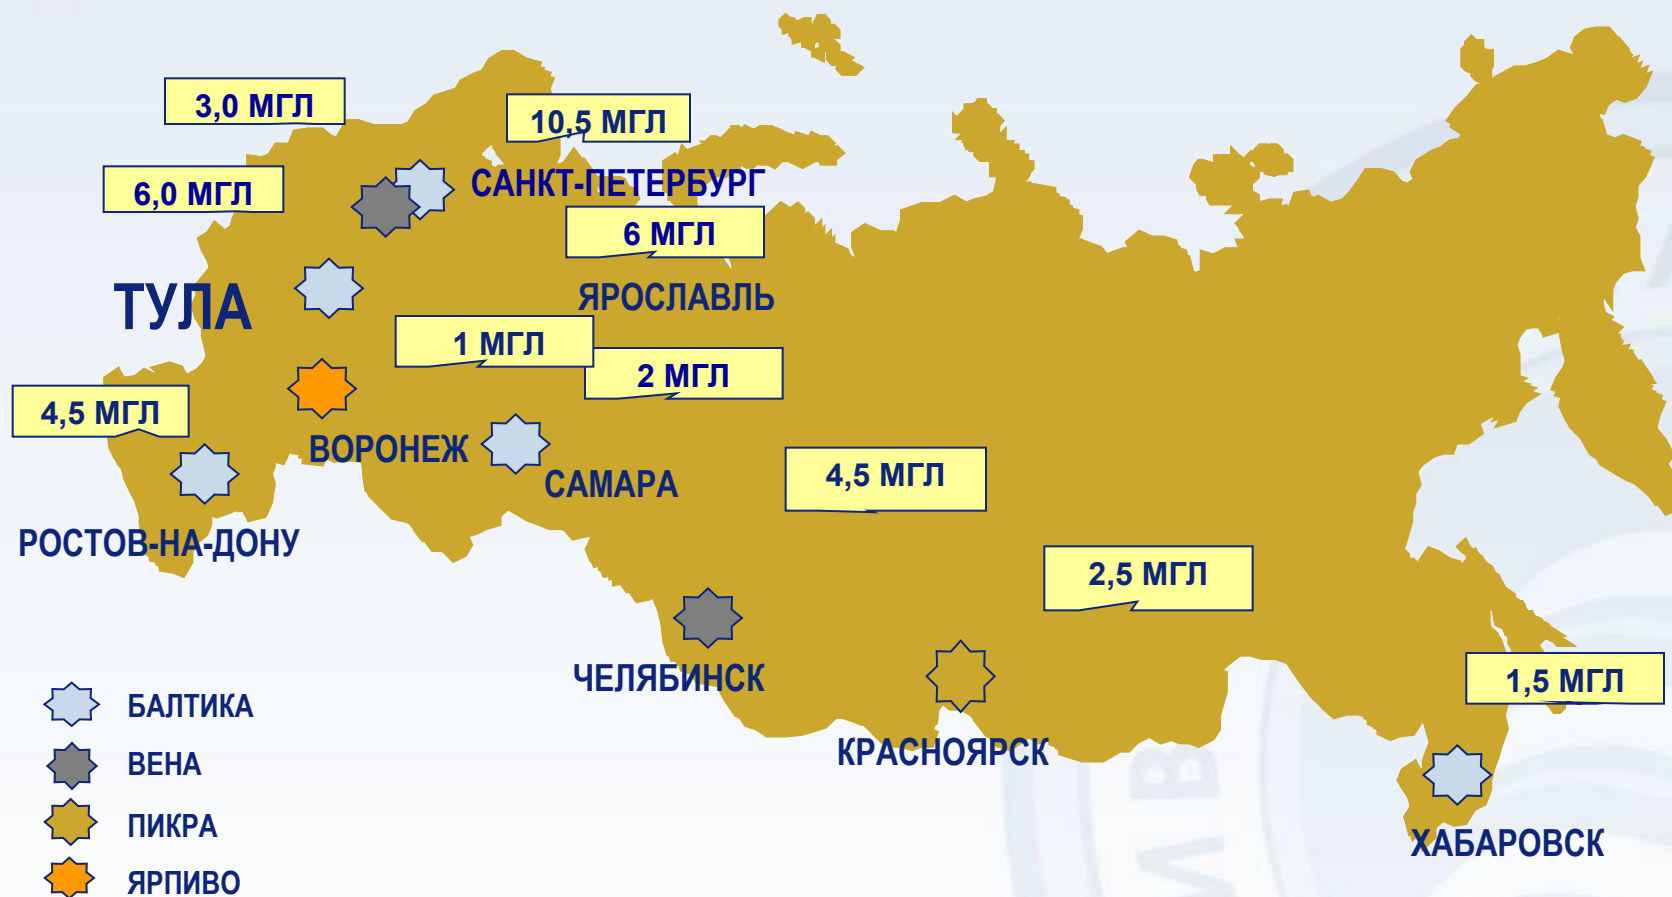 3,0 МГЛ
10,5 МГЛ
6,0 МГЛ
САНКТ-ПЕТЕРБУРГ
6 МГЛ
ТУЛА
ЯРОСЛАВЛЬ
1 МГЛ
2 МГЛ
4,5 МГЛ
ВОРОНЕЖ
САМАРА
4,5 МГЛ
РОСТОВ-НА-ДОНУ
2,5 МГЛ
ЧЕЛЯБИНСК
1,5 МГЛ
КРАСНОЯРСК
ХАБАРОВСК
БАЛТИКА
ВЕНА
ПИКРА
ЯРПИВО